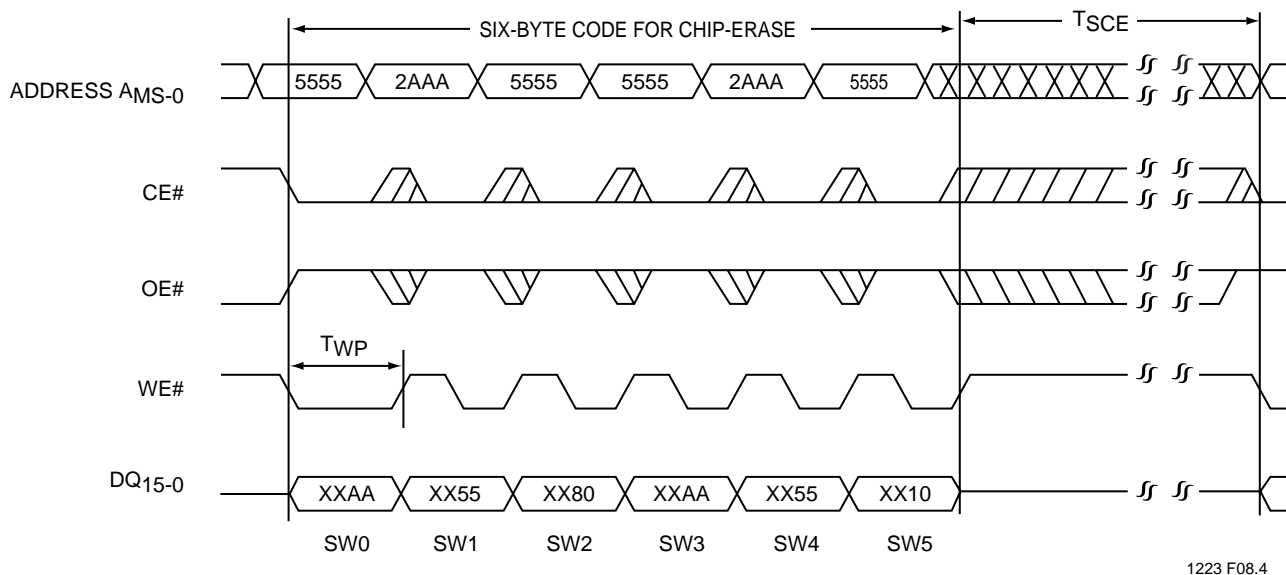 SIX-BYTE CODE FOR CHIP-ERASE TSCE
ADDRESS AMS-0 5555 2AAA 5555 5555 2AAA 5555
CE#
OE#
TWP
WE#
DQ15-0 XXAA XX55 XX80 XXAA XX55 XX10
SW0 SW1 SW2 SW3 SW4 SW5
1223 F08.4